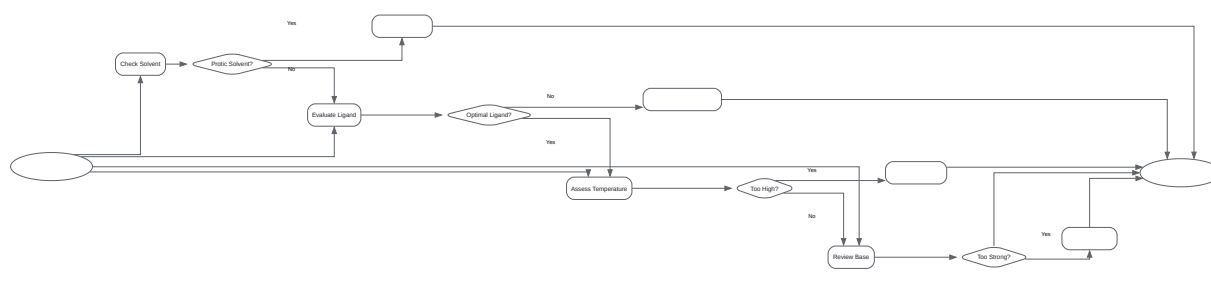 Yes
Check Solvent
Protic Solvent?
No
Evaluate Ligand
Optimal Ligand?
No
Yes
Assess Temperature
Too High?
Yes
No
Review Base
Too Strong?
Yes